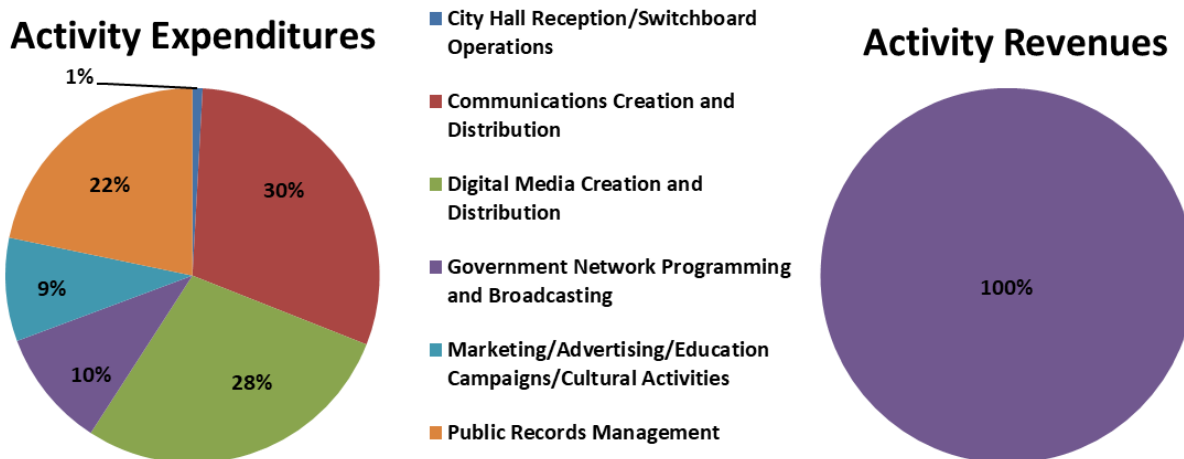 Activity Expenditures
1%
30%
28%
10%
9%
22%
City Hall Reception/Switchboard
Operations
Communications Creation and
Distribution
Digital Media Creation and
Distribution
Government Network Programming
and Broadcasting
Marketing/Advertising/Education
Campaigns/Cultural Activities
Public Records Management
Activity Revenues
100%